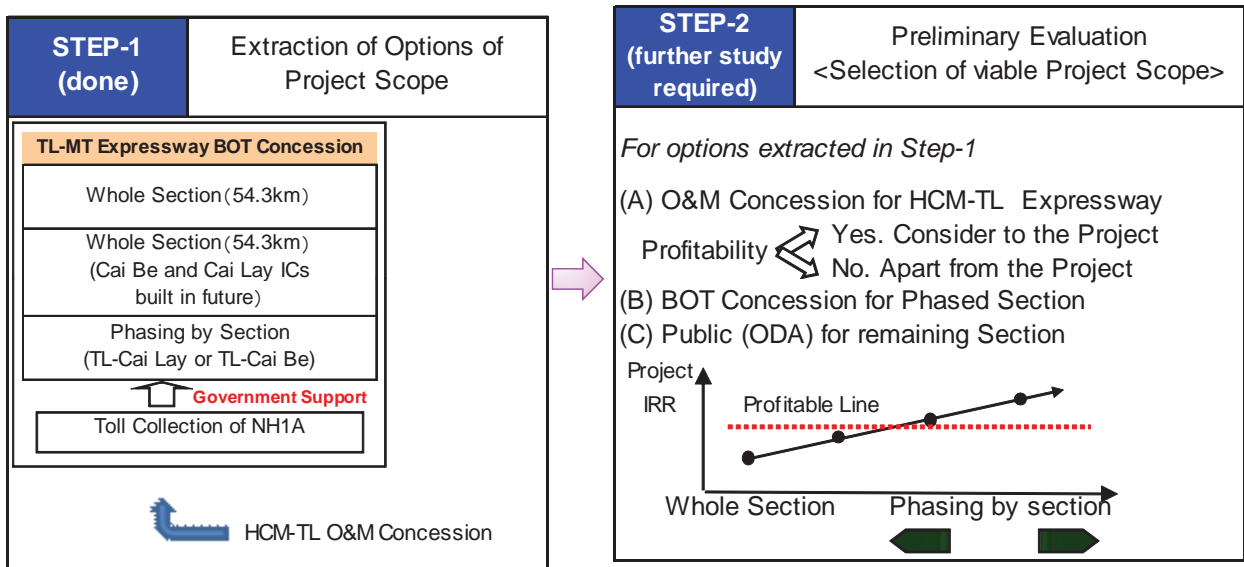 STEP-1
(done)
Extraction of Options of
Project Scope
TL-MT Expressway BOT Concession
Whole Section(54.3km)
Whole Section(54.3km)
(Cai Be and Cai Lay ICs
built in future)
Phasing by Section
(TL-Cai Lay or TL-Cai Be)
Government Support
Toll Collection of NH1A
HCM-TL O&M Concession
STEP-2
(further study
required)
Preliminary Evaluation
<Selection of viable Project Scope>
For options extracted in Step-1
(A) O&M Concession for HCM-TL Expressway
Profitability
Yes. Consider to the Project
No. Apart from the Project
(B) BOT Concession for Phased Section
(C) Public (ODA) for remaining Section
Project
IRR
Profitable Line
Whole Section
Phasing by section